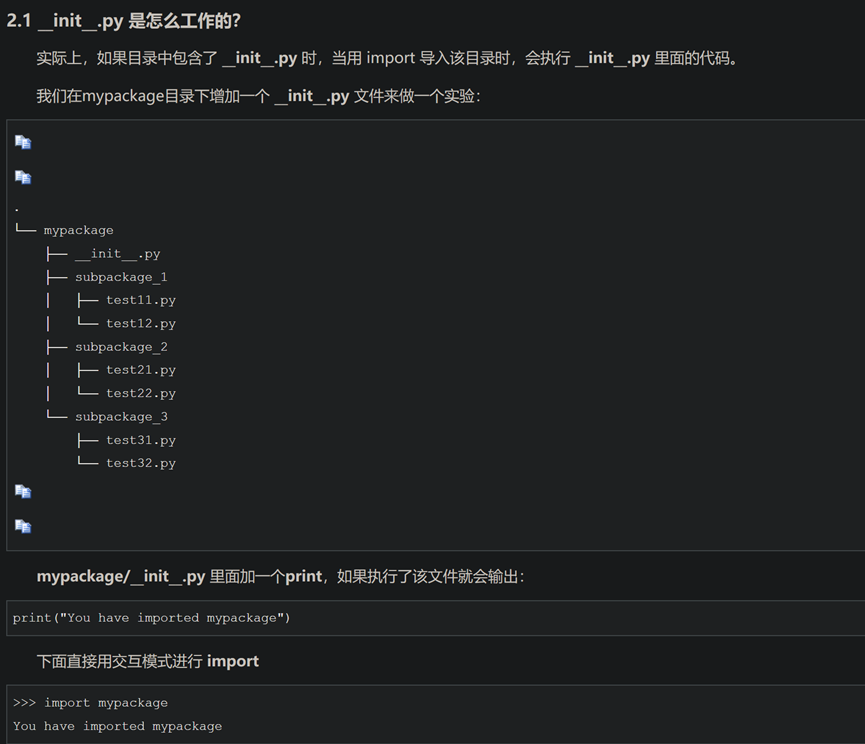 2.1 __init__.py 是怎么工作的？
实际上，如果目录中包含了 __init__.py 时，当用 import 导入该目录时，会执行 __init__.py 里面的代码。
我们在mypackage目录下增加一个 __init__.py 文件来做一个实验：
.
└── mypackage
    ├── __init__.py
    ├── subpackage_1
    │   ├── test11.py
    │   └── test12.py
    ├── subpackage_2
    │   ├── test21.py
    │   └── test22.py
    └── subpackage_3
        ├── test31.py
        └── test32.py
mypackage/__init__.py 里面加一个print，如果执行了该文件就会输出：
print("You have imported mypackage")
下面直接用交互模式进行 import
>>> import mypackage
You have imported mypackage